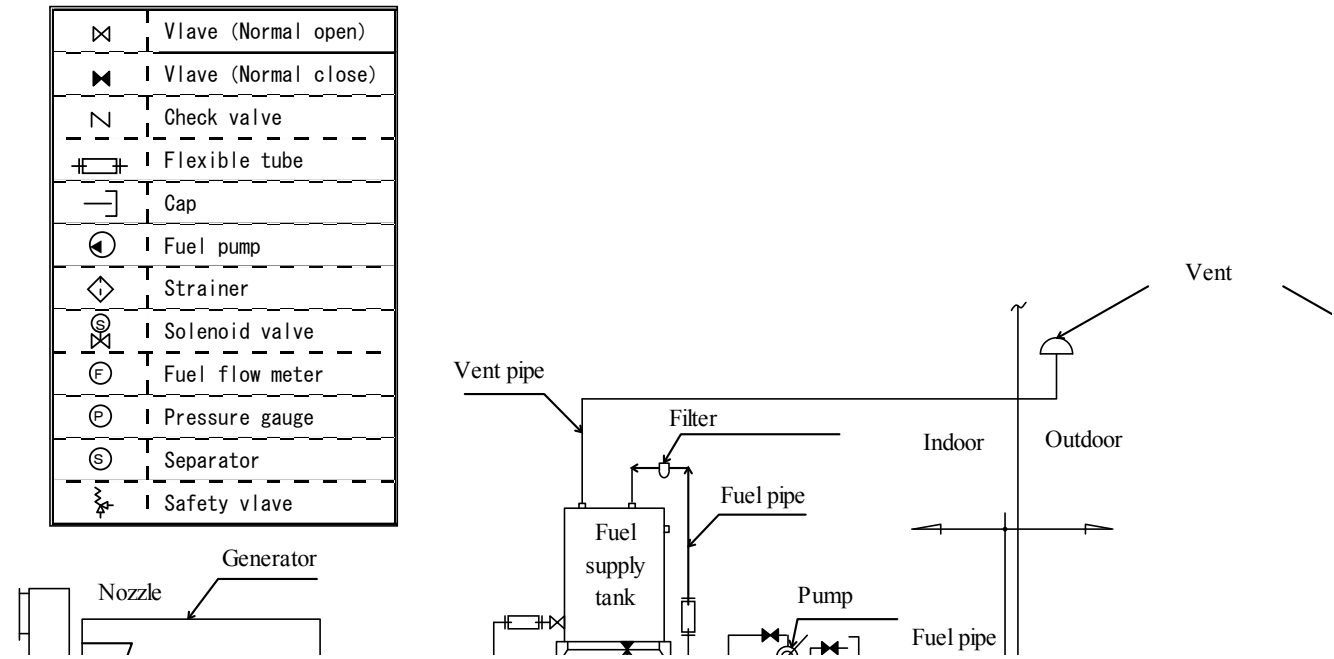 Vlave (Normal open)
Vlave (Normal close)
Check valve
Flexible tube
Cap
Fuel pump
Strainer
S
Solenoid valve
F
Fuel flow meter
P
Pressure gauge
S
Separator
Safety vlave
Vent
Vent pipe
Filter
Indoor
Outdoor
Fuel pipe
Fuel
supply
tank
Generator
Nozzle
Pump
Fuel pipe